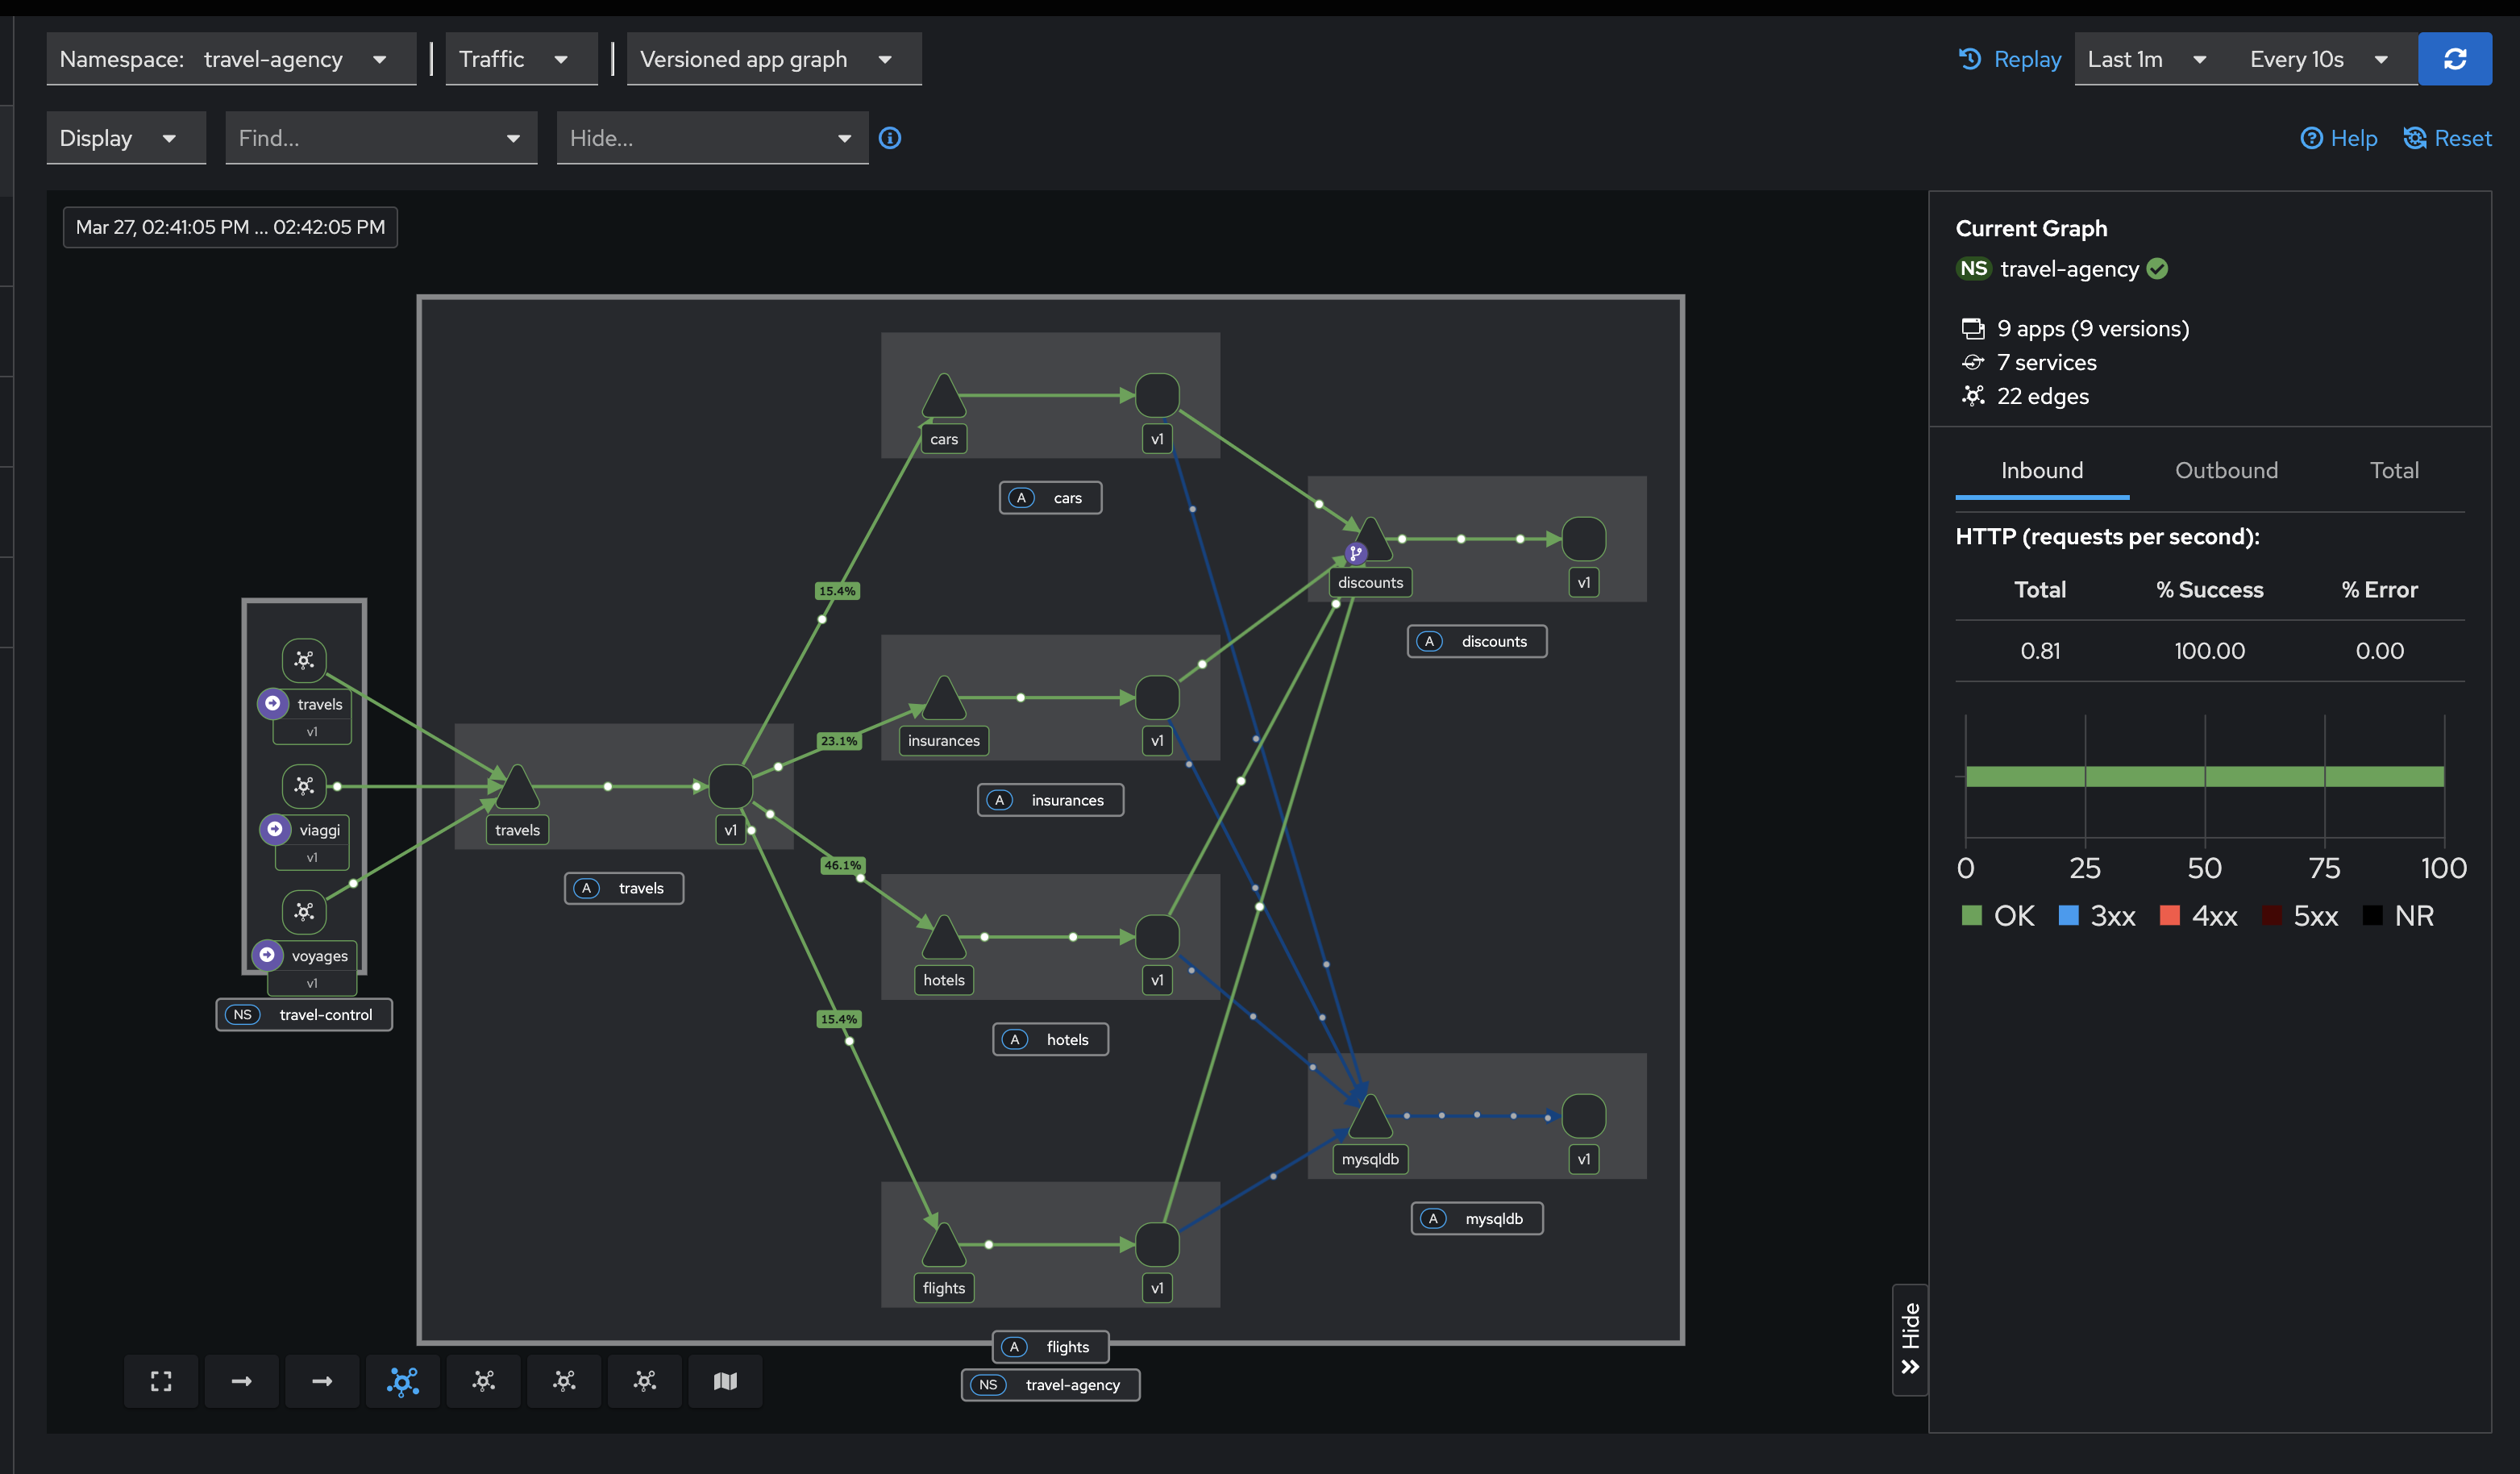 Namespace: travel-agency
Traffic
Versioned app graph
Replay
Last 1m
Every 10s
Display
Find...
Hide...
Help
Reset
Mar 27, 02:41:05 PM ... 02:42:05 PM
cars
v1
A cars
discounts
v1
A discounts
15.4%
insurances
v1
A insurances
23.1%
travels
v1
viaggi
v1
voyages
v1
NS travel-control
travels
v1
A travels
46.1%
hotels
v1
A hotels
15.4%
mysqldb
v1
A mysqldb
flights
v1
A flights
NS travel-agency
Current Graph
NS travel-agency
9 apps (9 versions)
7 services
22 edges
Inbound Outbound Total
HTTP (requests per second):
Total % Success % Error
0.81 100.00 0.00
0 25 50 75 100
OK 3xx 4xx 5xx NR
Hide